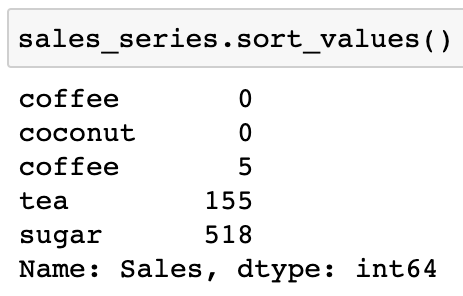 sales_series.sort_values()
coffee 0
coconut 0
coffee 5
tea 155
sugar 518
Name: Sales, dtype: int64